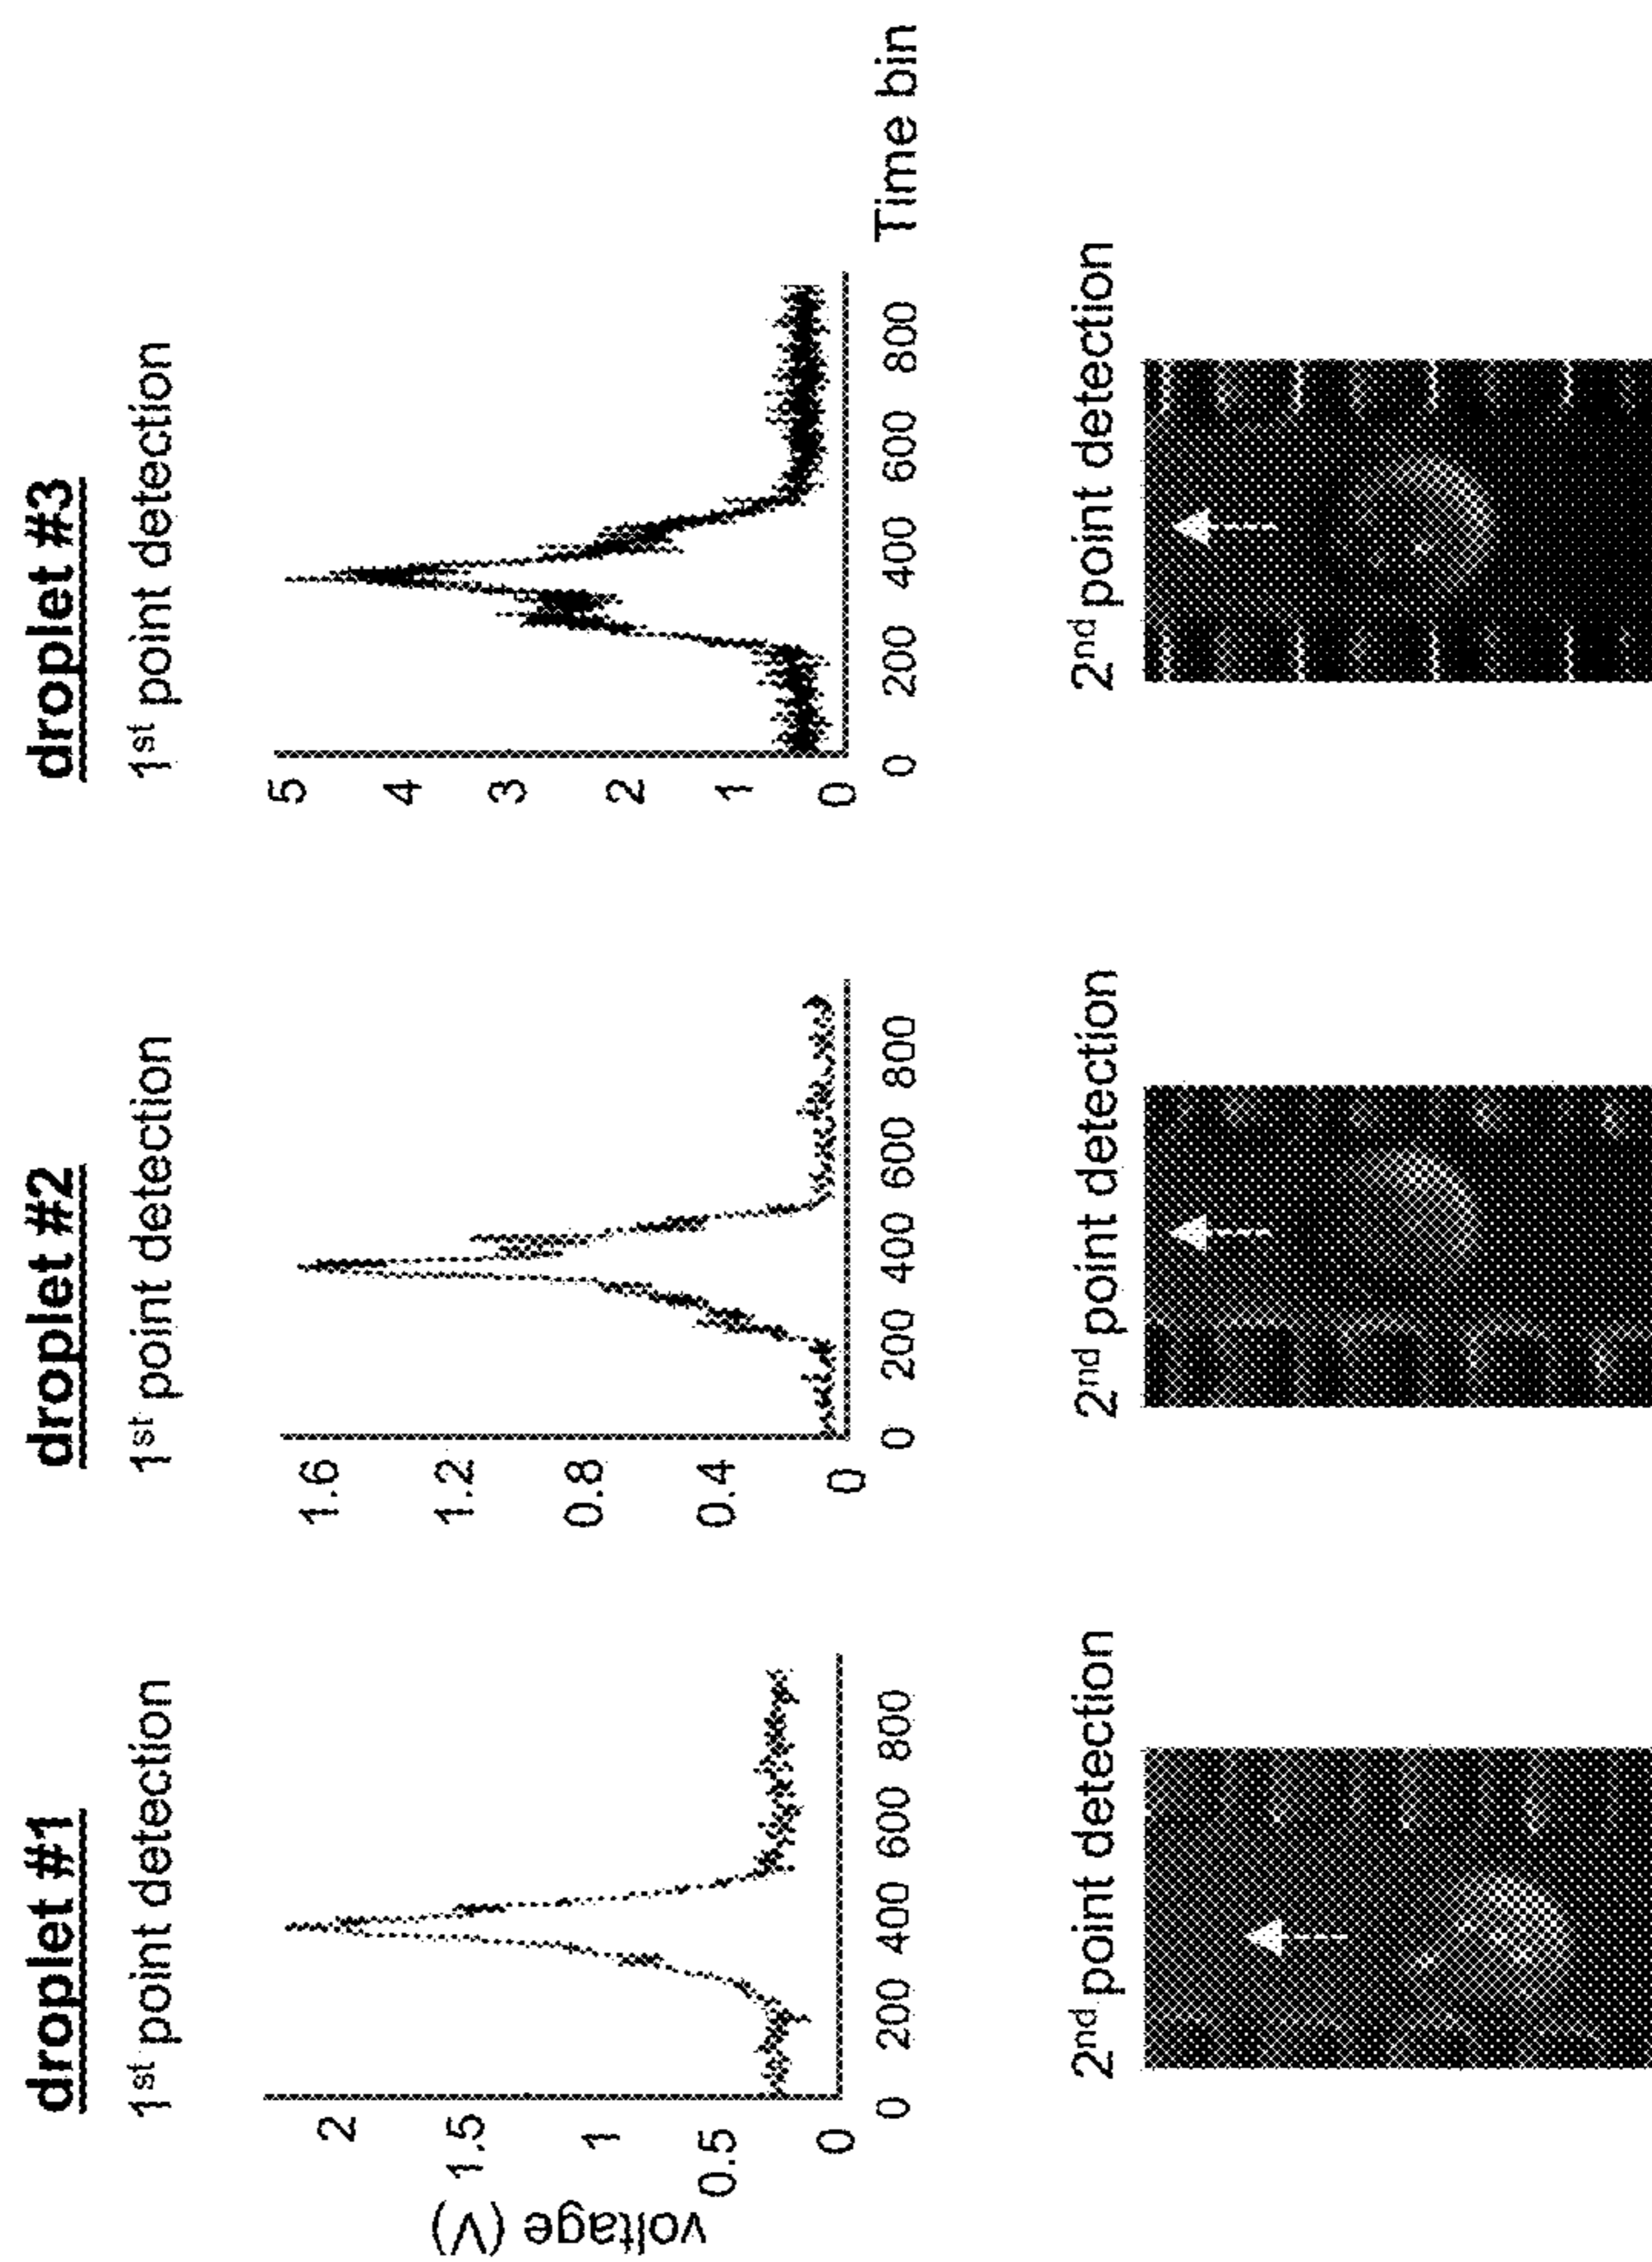 droplet #1
droplet #2
droplet #3
1st point detection
1st point detection
1st point detection
voltage (V)
2
1.5
1
0.5
0
0 200 400 600 800
1.6
1.2
0.8
0.4
0
0 200 400 600 800
5
4
3
2
1
0
0 200 400 600 800
Time bin
2nd point detection
2nd point detection
2nd point detection